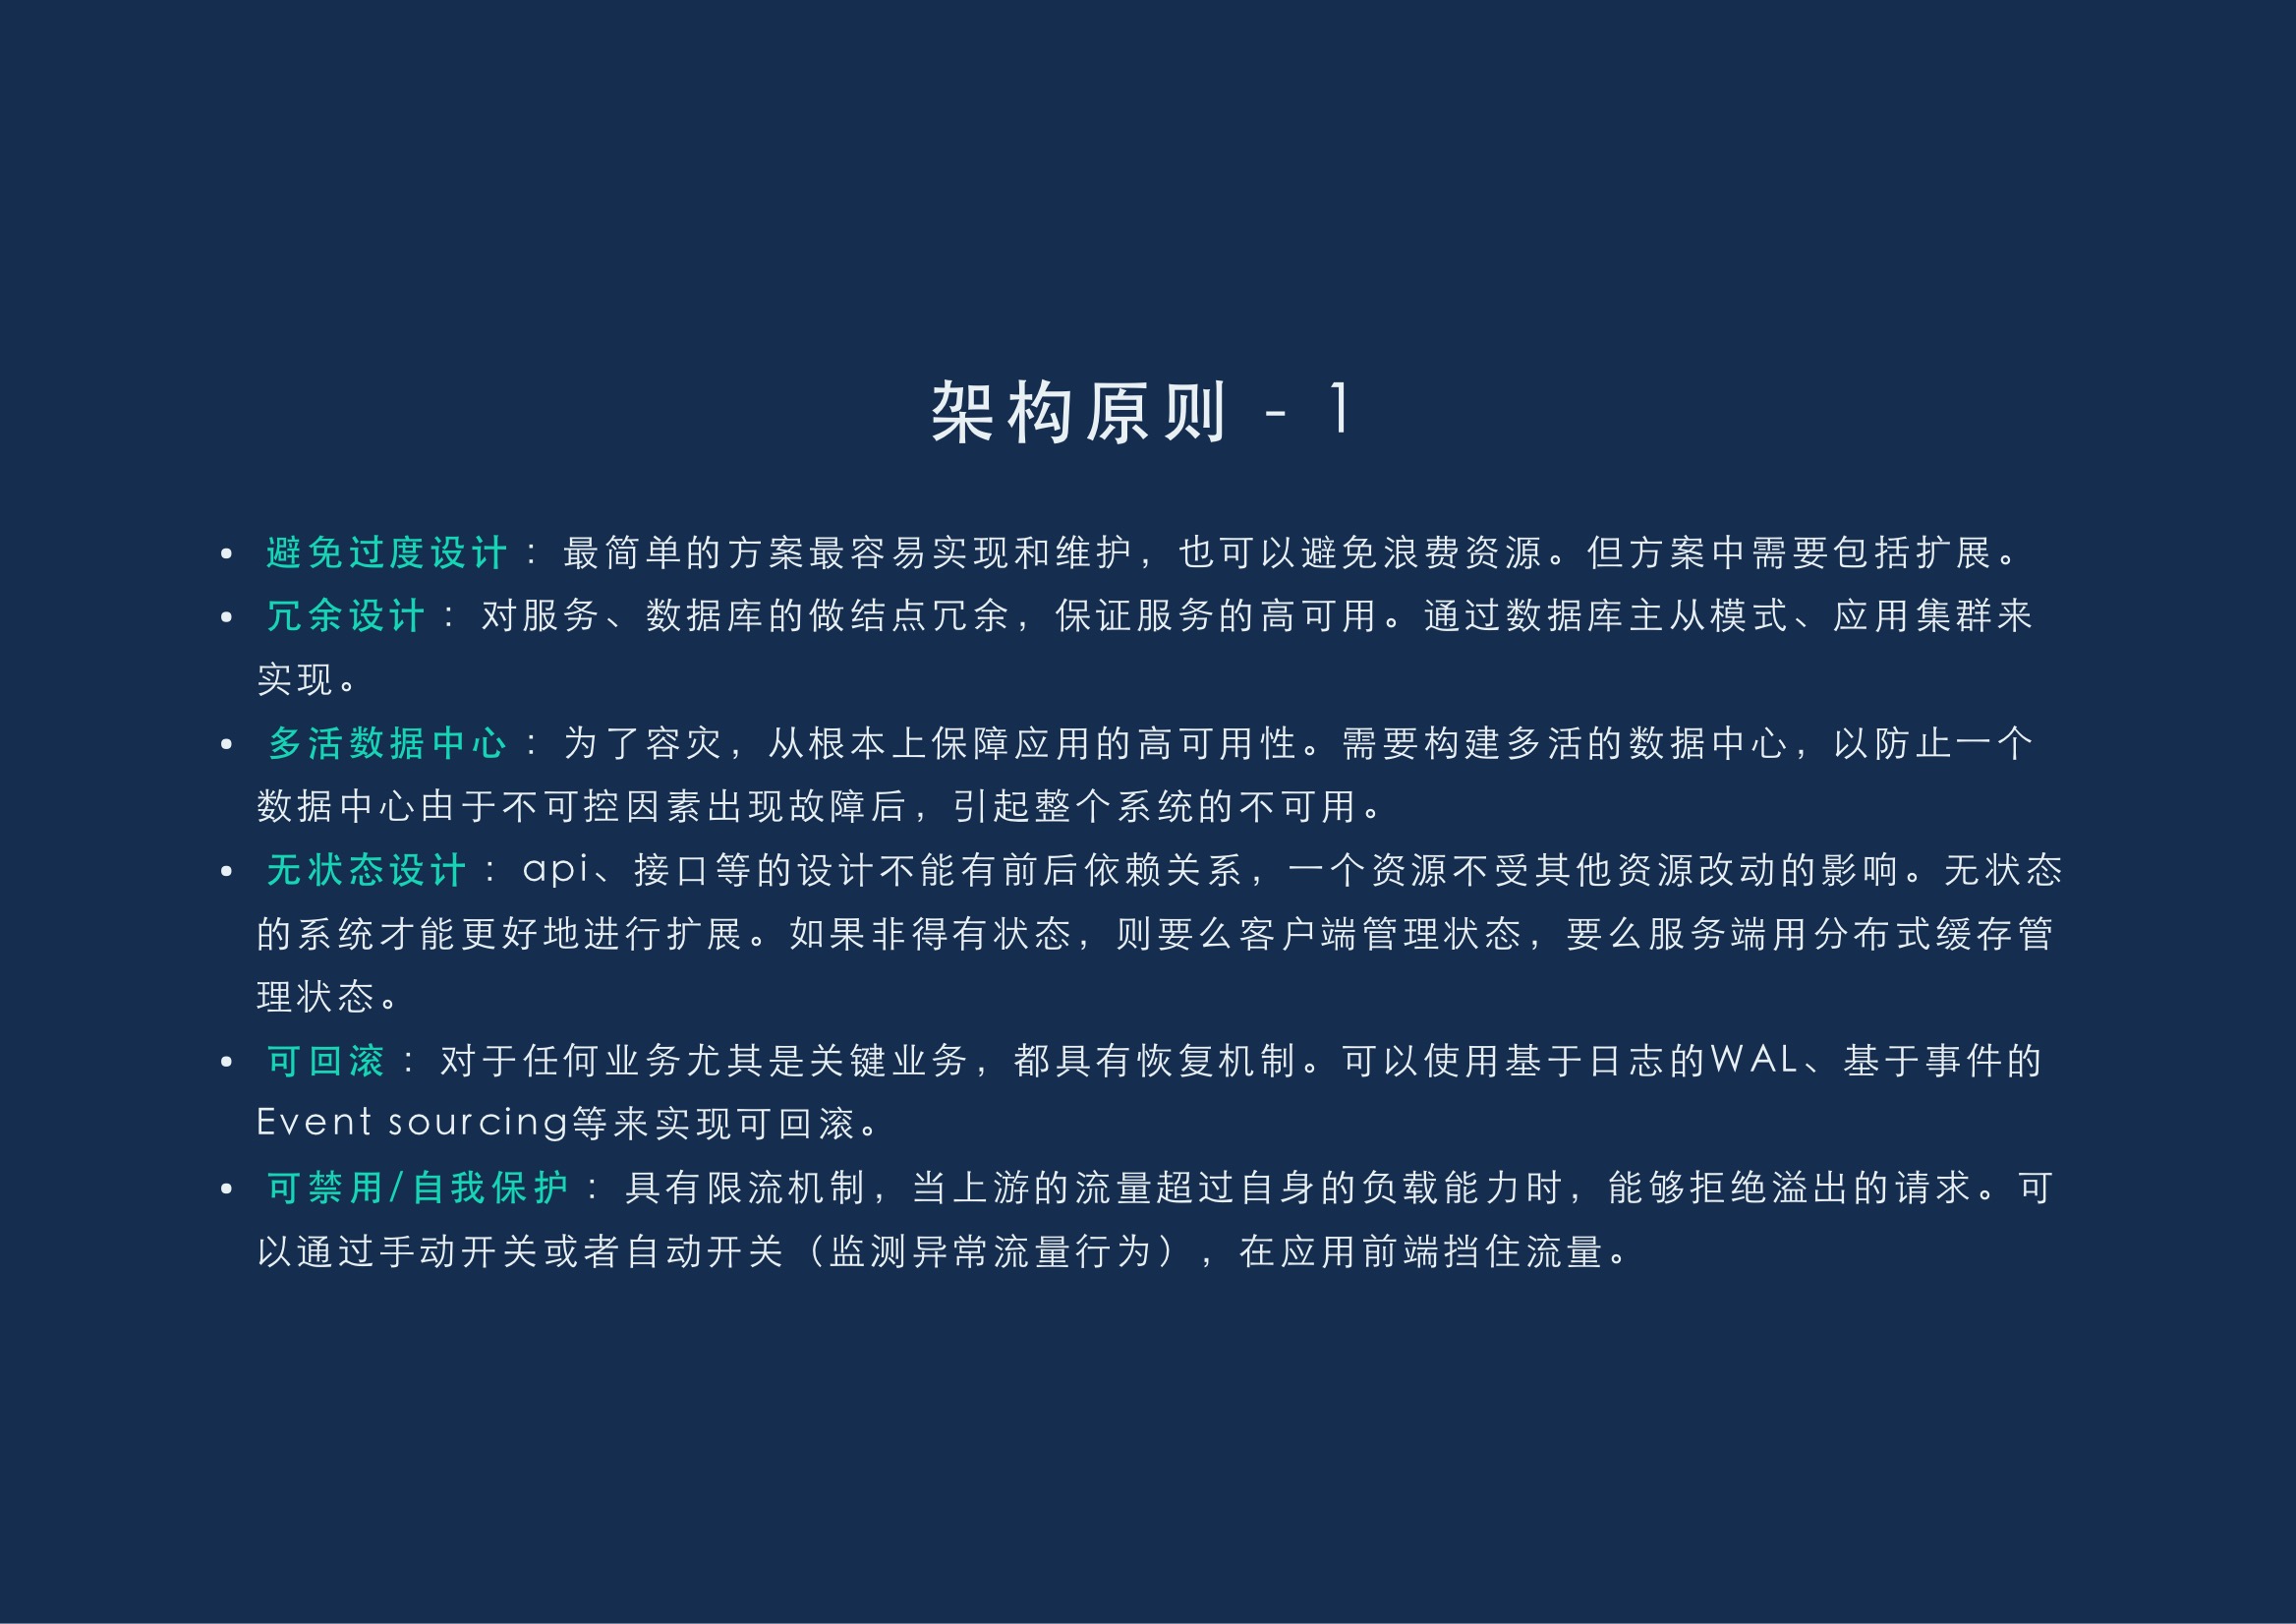 架构原则 - 1
• 避免过度设计：最简单的方案最容易实现和维护，也可以避免浪费资源。但方案中需要包括扩展。
• 冗余设计：对服务、数据库的做结点冗余，保证服务的高可用。通过数据库主从模式、应用集群来
实现。
• 多活数据中心：为了容灾，从根本上保障应用的高可用性。需要构建多活的数据中心，以防止一个
数据中心由于不可控因素出现故障后，引起整个系统的不可用。
• 无状态设计：api、接口等的设计不能有前后依赖关系，一个资源不受其他资源改动的影响。无状态
的系统才能更好地进行扩展。如果非得有状态，则要么客户端管理状态，要么服务端用分布式缓存管
理状态。
• 可回滚：对于任何业务尤其是关键业务，都具有恢复机制。可以使用基于日志的WAL、基于事件的
Event sourcing等来实现可回滚。
• 可禁用/自我保护：具有限流机制，当上游的流量超过自身的负载能力时，能够拒绝溢出的请求。可
以通过手动开关或者自动开关（监测异常流量行为），在应用前端挡住流量。